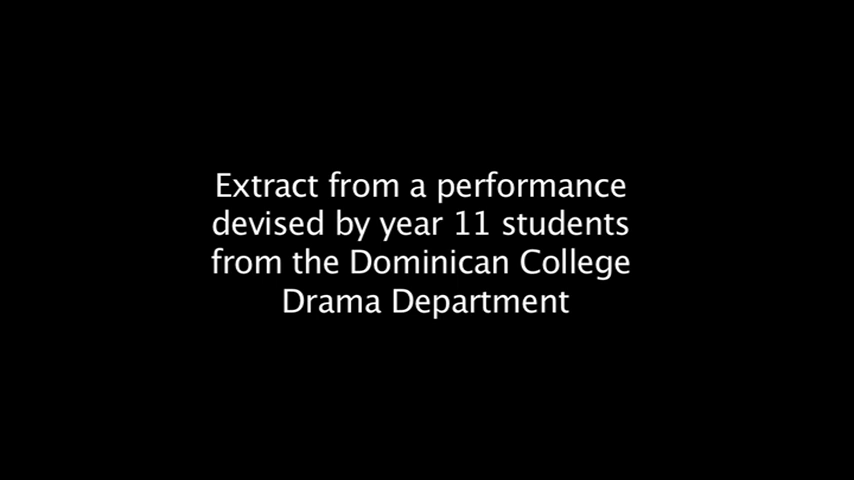 Extract from a performance
devised by year 11 students
from the Dominican College
Drama Department